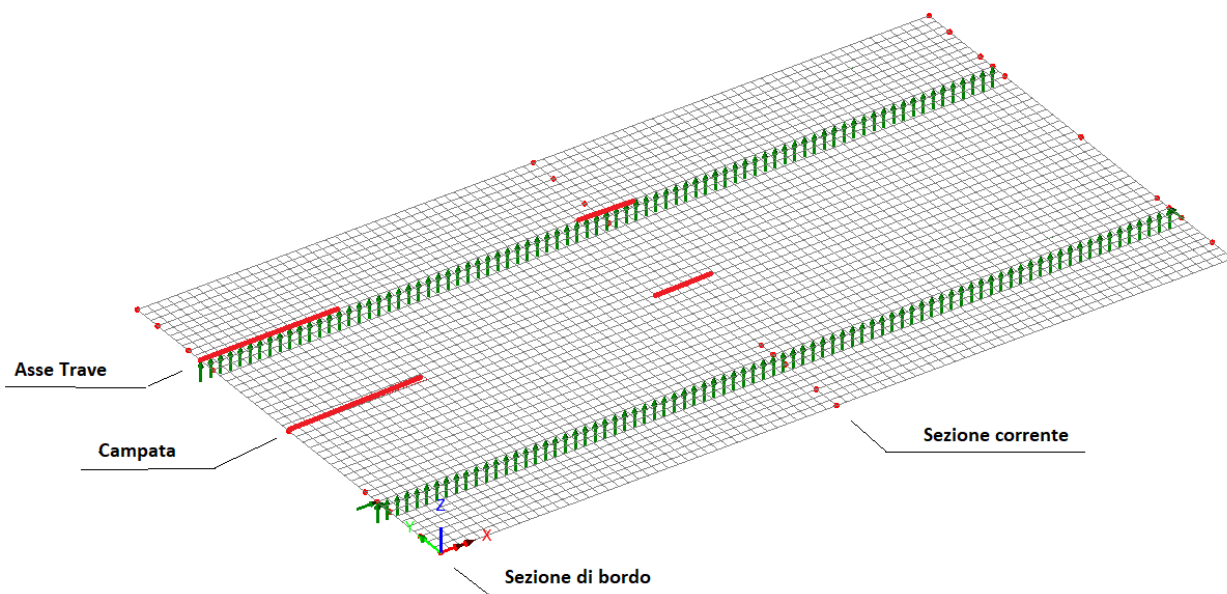 Asse Trave
Campata
Sezione corrente
Z
Y
X
Sezione di bordo